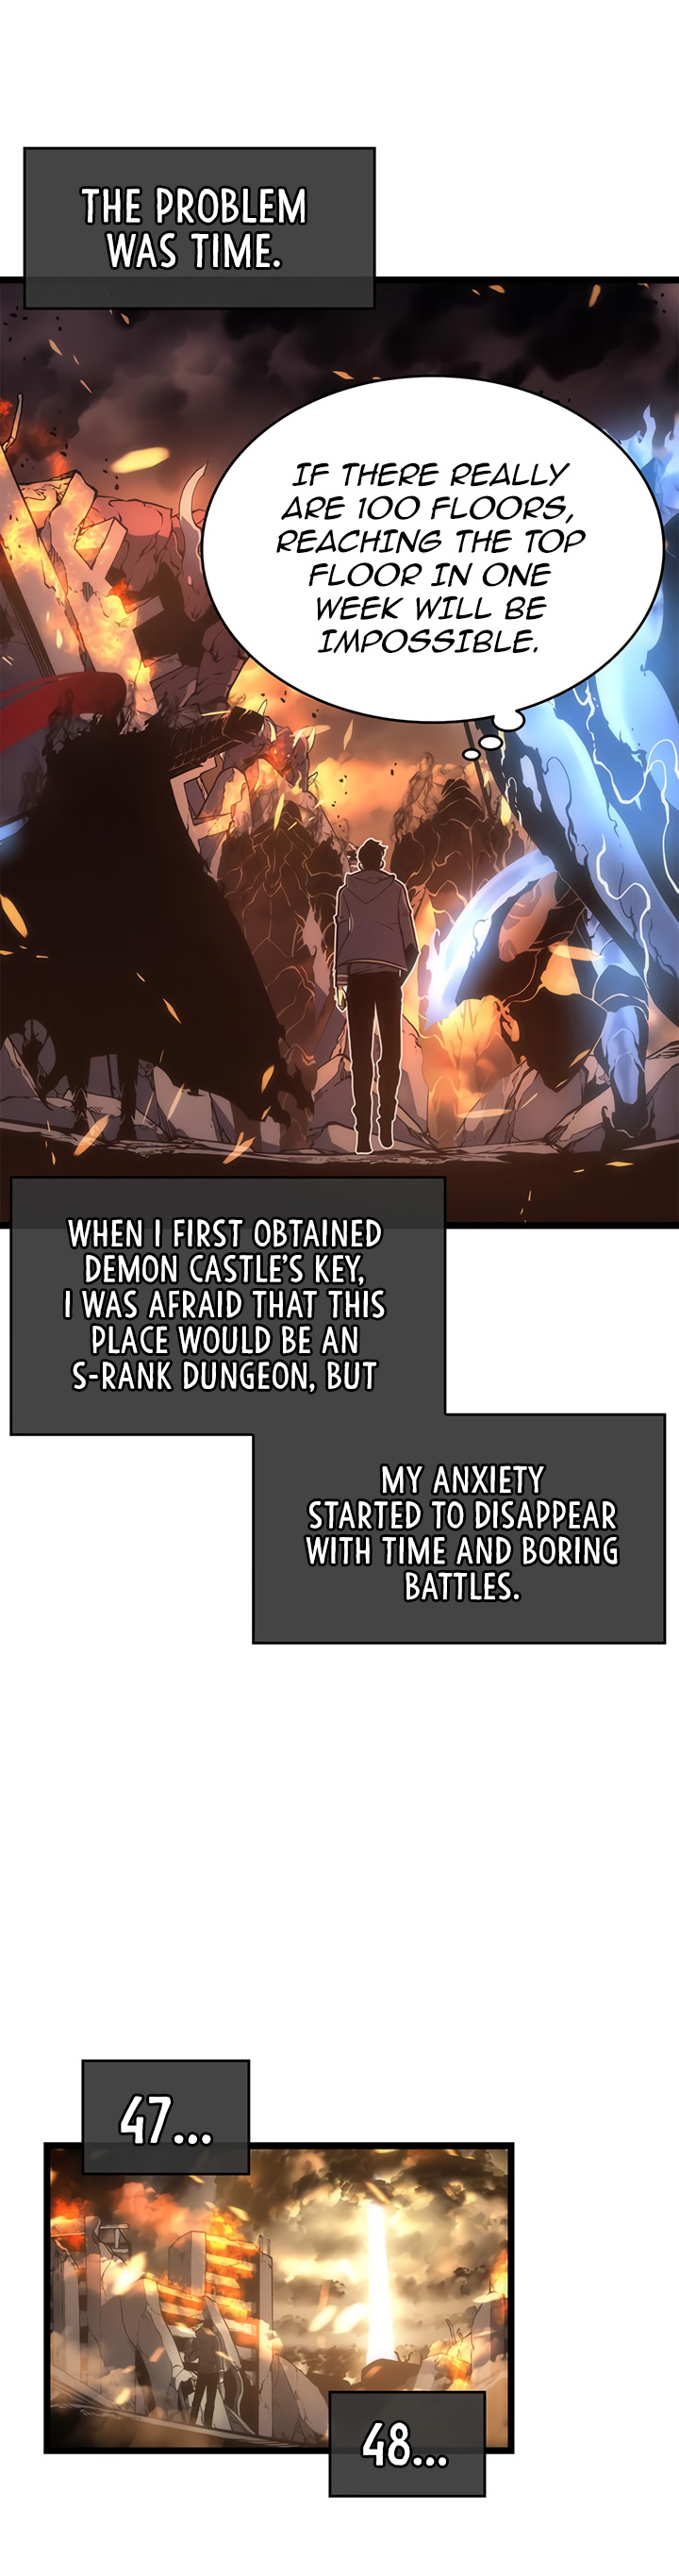 THE PROBLEM
WAS TIME.
IF THERE REALLY
ARE 100 FLOORS,
REACHING THE TOP
FLOOR IN ONE
WEEK WILL BE
IMPOSSIBLE.
WHEN I FIRST OBTAINED
DEMON CASTLE'S KEY,
I WAS AFRAID THAT THIS
PLACE WOULD BE AN
S-RANK DUNGEON, BUT
MY ANXIETY
STARTED TO DISAPPEAR
WITH TIME AND BORING
BATTLES.
47...
48...